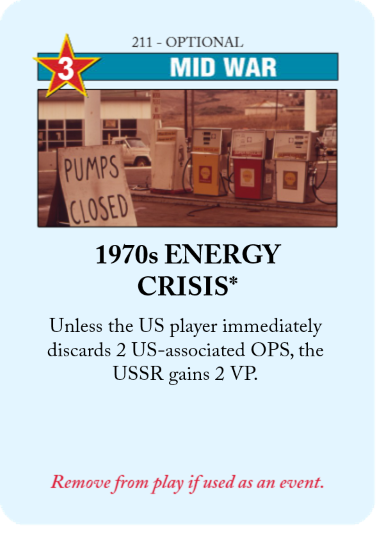 211 - OPTIONAL
3
MID WAR
PUMPS
CLOSED
1970s ENERGY
CRISIS*
Unless the US player immediately
discards 2 US-associated OPS, the
USSR gains 2 VP.
Remove from play if used as an event.